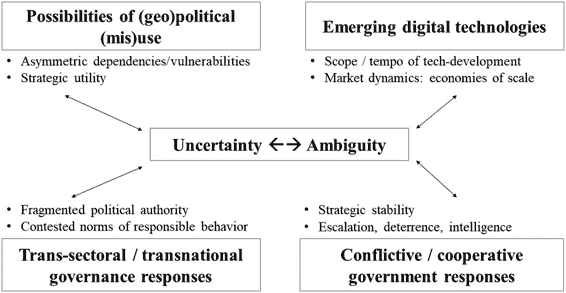 Possibilities of (geo)political
(mis)use
• Asymmetric dependencies/vulnerabilities
• Strategic utility
Emerging digital technologies
• Scope / tempo of tech-development
• Market dynamics: economies of scale
Uncertainty ←→ Ambiguity
• Fragmented political authority
• Contested norms of responsible behavior
Trans-sectoral / transnational
governance responses
• Strategic stability
• Escalation, deterrence, intelligence
Conflictive / cooperative
government responses